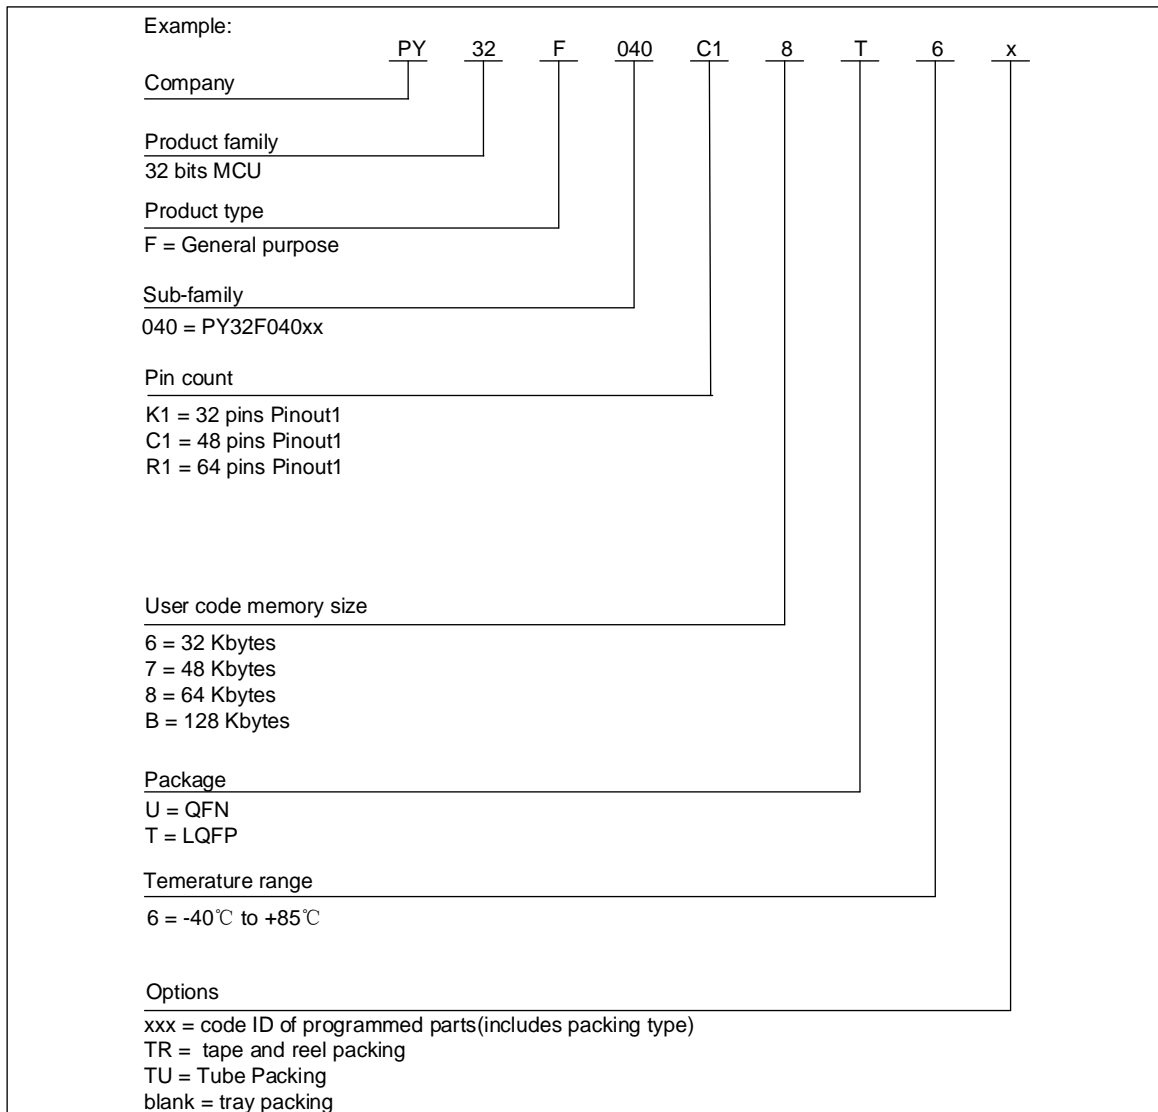 Example:
PY 32 F 040 C1 8 T 6 x
Company
Product family
32 bits MCU
Product type
F = General purpose
Sub-family
040 = PY32F040xx
Pin count
K1 = 32 pins Pinout1
C1 = 48 pins Pinout1
R1 = 64 pins Pinout1
User code memory size
6 = 32 Kbytes
7 = 48 Kbytes
8 = 64 Kbytes
B = 128 Kbytes
Package
U = QFN
T = LQFP
Temerature range
6 = -40℃ to +85℃
Options
xxx = code ID of programmed parts(includes packing type)
TR = tape and reel packing
TU = Tube Packing
blank = tray packing